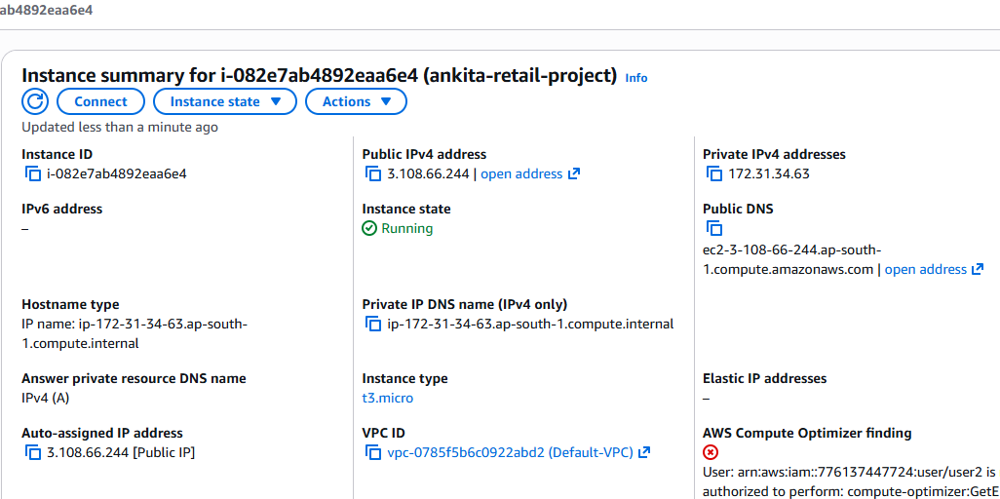 ab4892eaa6e4
Instance summary for i-082e7ab4892eaa6e4 (ankita-retail-project) Info
Connect Instance state Actions
Updated less than a minute ago
Instance ID
i-082e7ab4892eaa6e4
Public IPv4 address
3.108.66.244 | open address
Private IPv4 addresses
172.31.34.63
IPv6 address
–
Instance state
Running
Public DNS
ec2-3-108-66-244.ap-south-
1.compute.amazonaws.com | open address
Hostname type
IP name: ip-172-31-34-63.ap-south-
1.compute.internal
Private IP DNS name (IPv4 only)
ip-172-31-34-63.ap-south-1.compute.internal
Answer private resource DNS name
IPv4 (A)
Instance type
t3.micro
Elastic IP addresses
–
Auto-assigned IP address
3.108.66.244 [Public IP]
VPC ID
vpc-0785f5b6c0922abd2 (Default-VPC)
AWS Compute Optimizer finding
User: arn:aws:iam::776137447724:user/user2 is
authorized to perform: compute-optimizer:GetE